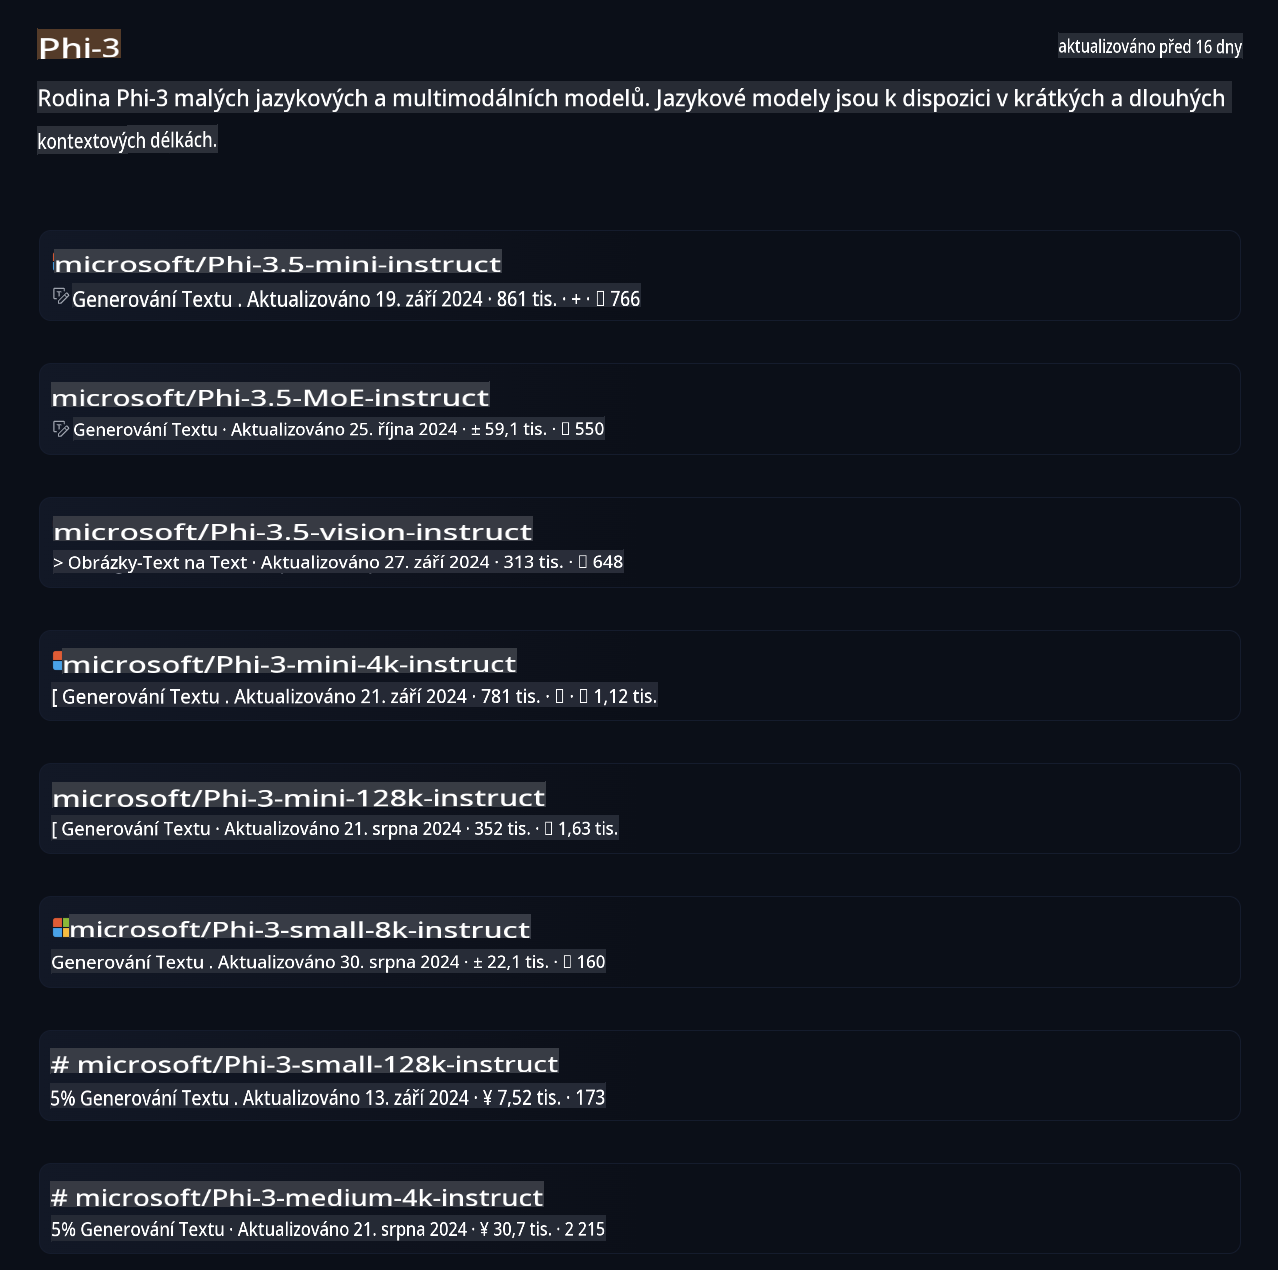 Phi-3
aktualizováno před 16 dny
Rodina Phi-3 malých jazykových a multimodálních modelů. Jazykové modely jsou k dispozici v krátkých a dlouhých
kontextových délkách.
microsoft/Phi-3.5-mini-instruct
Generování Textu . Aktualizováno 19. září 2024 · 861 tis. · + · ▯ 766
microsoft/Phi-3.5-MoE-instruct
Generování Textu · Aktualizováno 25. října 2024 · ± 59,1 tis. · ▯ 550
microsoft/Phi-3.5-vision-instruct
> Obrázky-Text na Text · Aktualizováno 27. září 2024 · 313 tis. · ▯ 648
microsoft/Phi-3-mini-4k-instruct
[ Generování Textu . Aktualizováno 21. září 2024 · 781 tis. · ▯ · ▯ 1,12 tis.
microsoft/Phi-3-mini-128k-instruct
[ Generování Textu · Aktualizováno 21. srpna 2024 · 352 tis. · ▯ 1,63 tis.
microsoft/Phi-3-small-8k-instruct
Generování Textu . Aktualizováno 30. srpna 2024 · ± 22,1 tis. · ▯ 160
# microsoft/Phi-3-small-128k-instruct
5% Generování Textu . Aktualizováno 13. září 2024 · ¥ 7,52 tis. · 173
# microsoft/Phi-3-medium-4k-instruct
5% Generování Textu · Aktualizováno 21. srpna 2024 · ¥ 30,7 tis. · 2 215